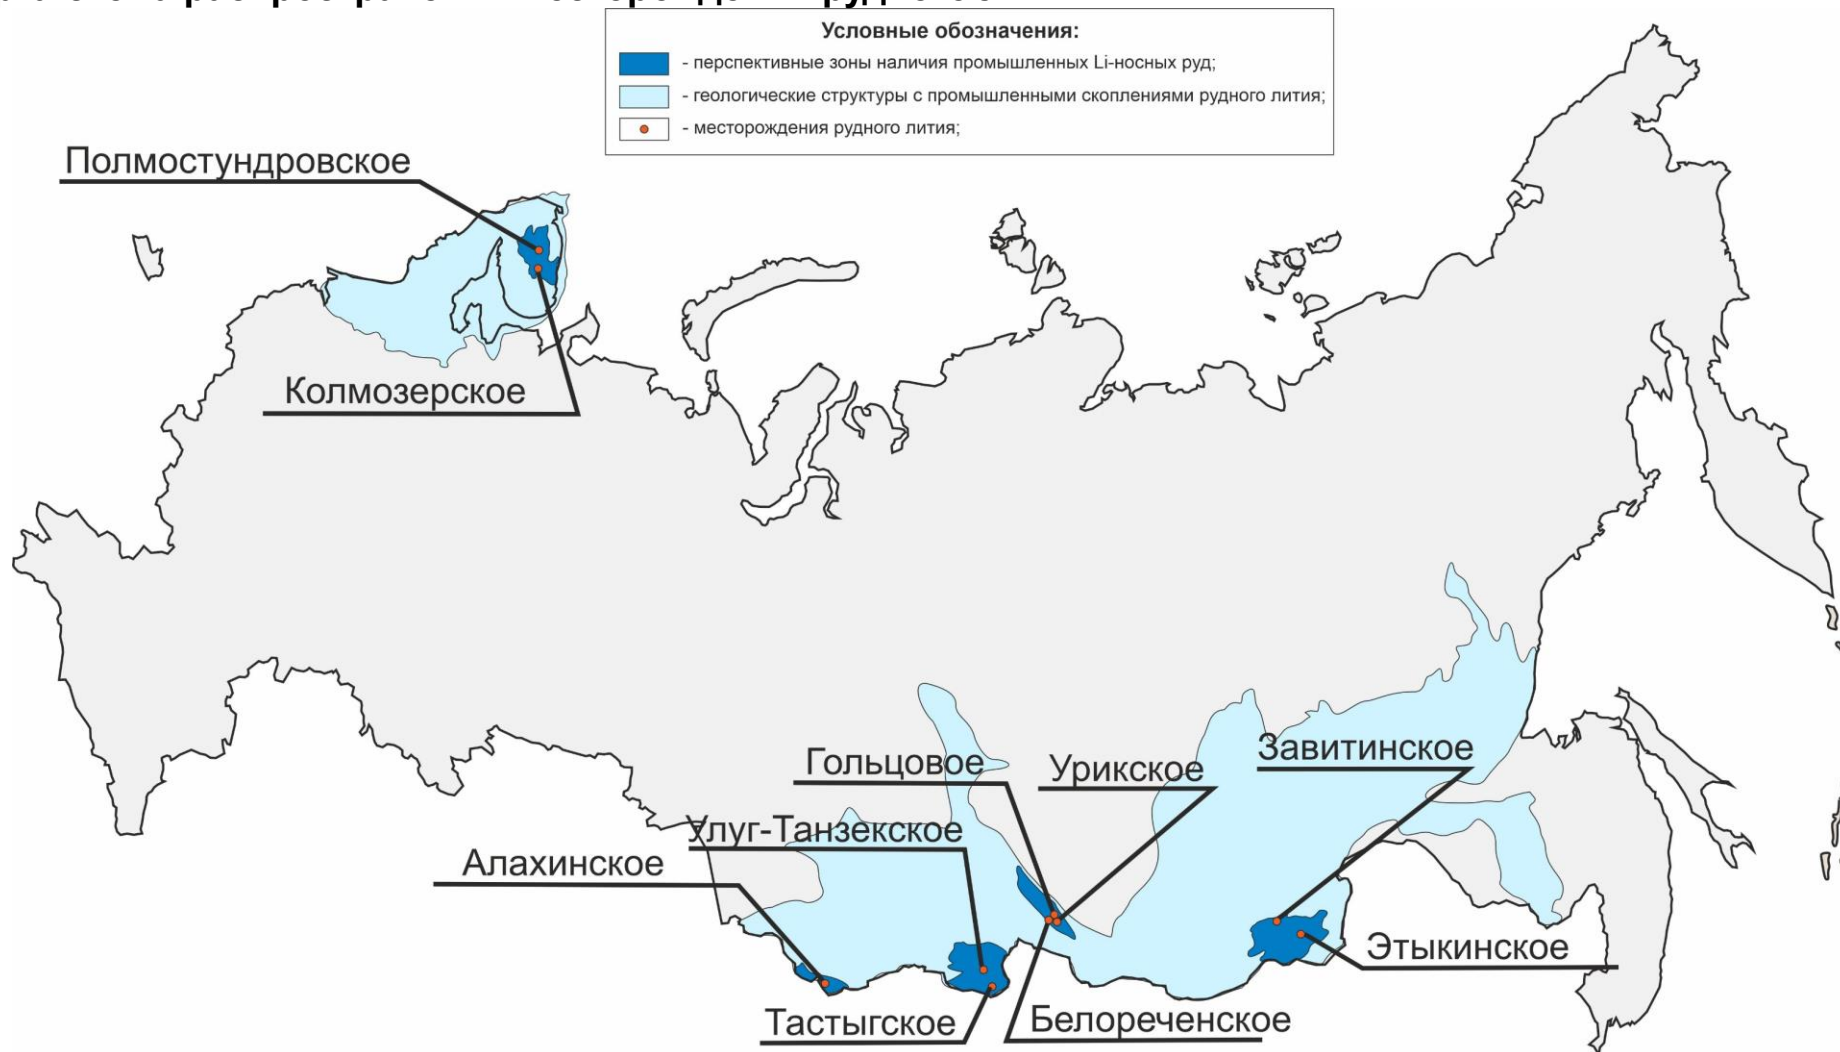 Условные обозначения:
- перспективные зоны наличия промышленных Li-носных руд;
- геологические структуры с промышленными скоплениями рудного лития;
- месторождения рудного лития;
Полмостундровское
Колмозерское
Гольцовое
Урикское
Завитинское
Улуг-Танзекское
Алахинское
Этыкинское
Тастыгское
Белореченское